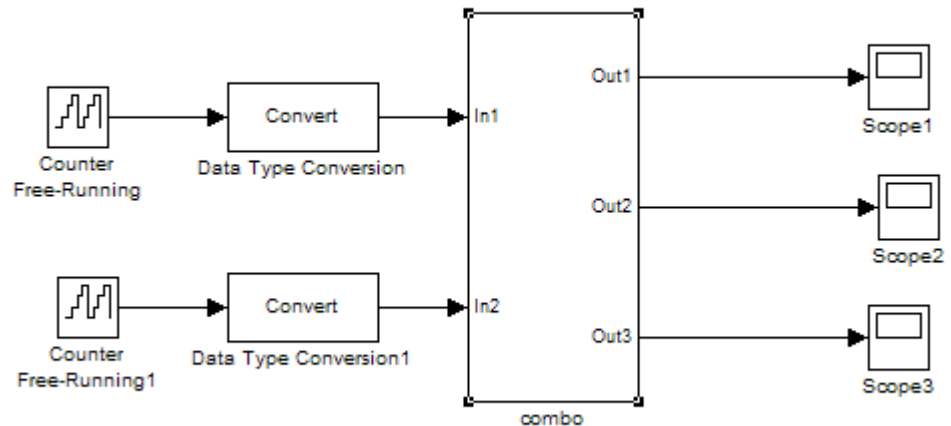 Out1
Scope1
Convert
In1
Counter
Free-Running
Data Type Conversion
Out2
Scope2
Convert
In2
Counter
Free-Running1
Data Type Conversion1
Out3
Scope3
combo